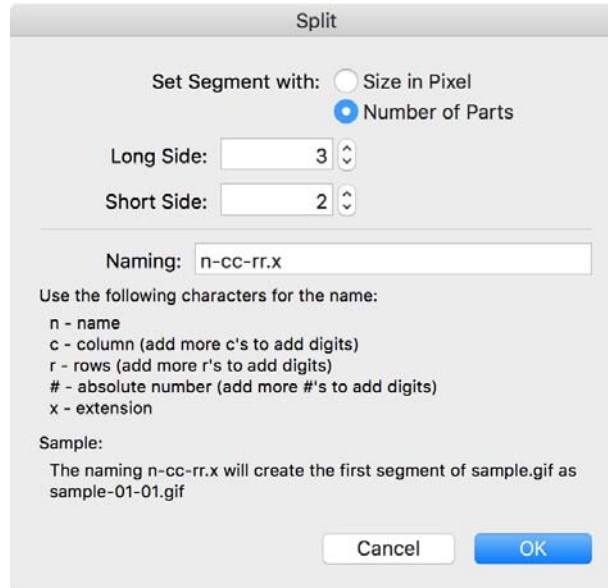 Split
Set Segment with: Size in Pixel
Number of Parts
Long Side: 3
Short Side: 2
Naming: n-cc-rr.x
Use the following characters for the name:
n - name
c - column (add more c's to add digits)
r - rows (add more r's to add digits)
# - absolute number (add more #'s to add digits)
x - extension
Sample:
The naming n-cc-rr.x will create the first segment of sample.gif as
sample-01-01.gif
Cancel OK